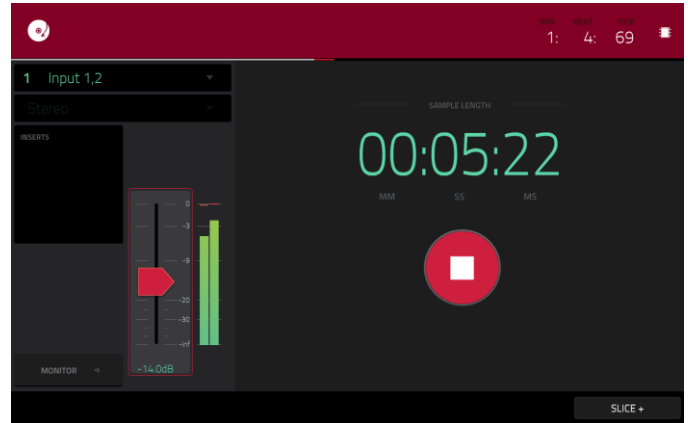 BAR BEAT TICK
1: 4: 69
1 Input 1,2
Stereo
SAMPLE LENGTH
INSERTS
00:05:22
MM SS MS
0
-3
-9
-20
-30
-inf
MONITOR
-14.0dB
SLICE +